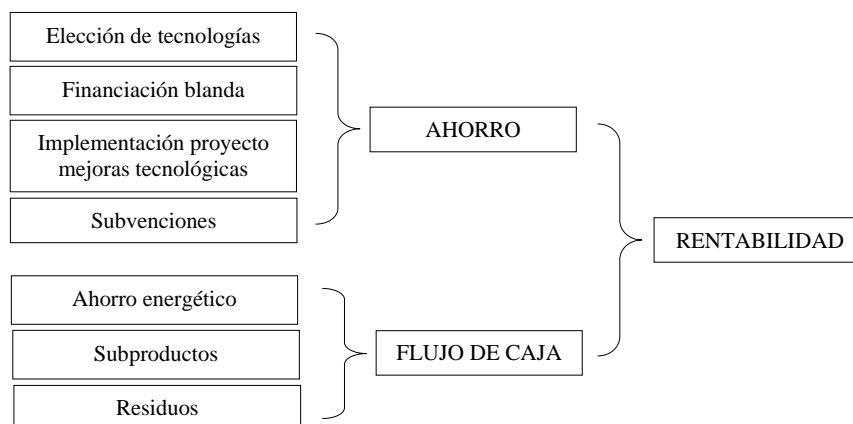 Elección de tecnologías
Financiación blanda
Implementación proyecto
mejoras tecnológicas
Subvenciones
AHORRO
Ahorro energético
Subproductos
Residuos
FLUJO DE CAJA
RENTABILIDAD